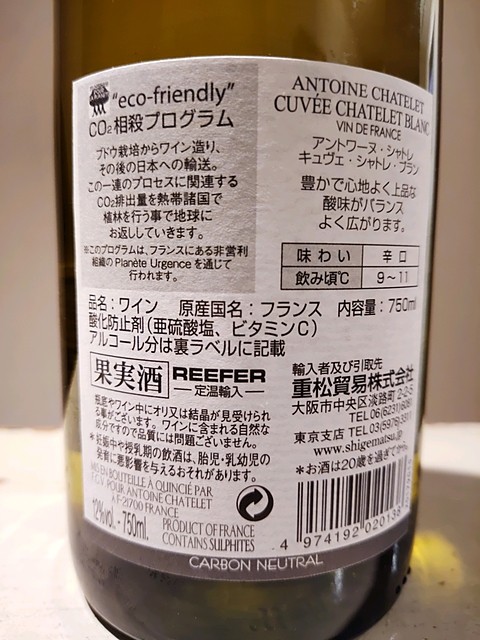 "eco-friendly"
CO₂相殺プログラム
ブドウ栽培からワイン造り、
その後の日本への輸送。
この一連のプロセスに関連する
CO₂排出量を熱帯諸国で
植林を行う事で地球に
お返ししていきます。
※このプログラムは、フランスにある非営利
組織の Planète Urgence を通じて
行われます。
ANTOINE CHATELET
CUVÉE CHATELET BLANC
VIN DE FRANCE
アントワーヌ・シャトレ
キュヴェ・シャトレ・ブラン
豊かで心地よく上品な
酸味がバランス
よく広がります。
味わい 辛口
飲み頃℃ 9～11
品名：ワイン 原産国名：フランス 内容量：750ml
酸化防止剤（亜硫酸塩、ビタミンC）
アルコール分は裏ラベルに記載
果実酒
REEFER
定温輸入
瓶底やワイン中にオリ又は結晶が見受けられ
る事がございます。ワインに含まれる自然な
成分ですので品質には問題ございません。
*妊娠中や授乳期の飲酒は、胎児・乳幼児の
発育に悪影響を与えるおそれがあります。
輸入者及び引取先
重松貿易株式会社
大阪市中央区淡路町 2-2-5
TEL 06(6231)
東京支店 TEL 03(5976)
www.shigematsu.jp
*お酒は20歳を過ぎてから。
MIS EN BOUTEILLE À QUINCIÉ PAR
F.G.V. POUR ANTOINE CHATELET
À F-21700 FRANCE
12%vol. - 750ml.
PRODUCT OF FRANCE
CONTAINS SULPHITES
4 974192 020138
CARBON NEUTRAL